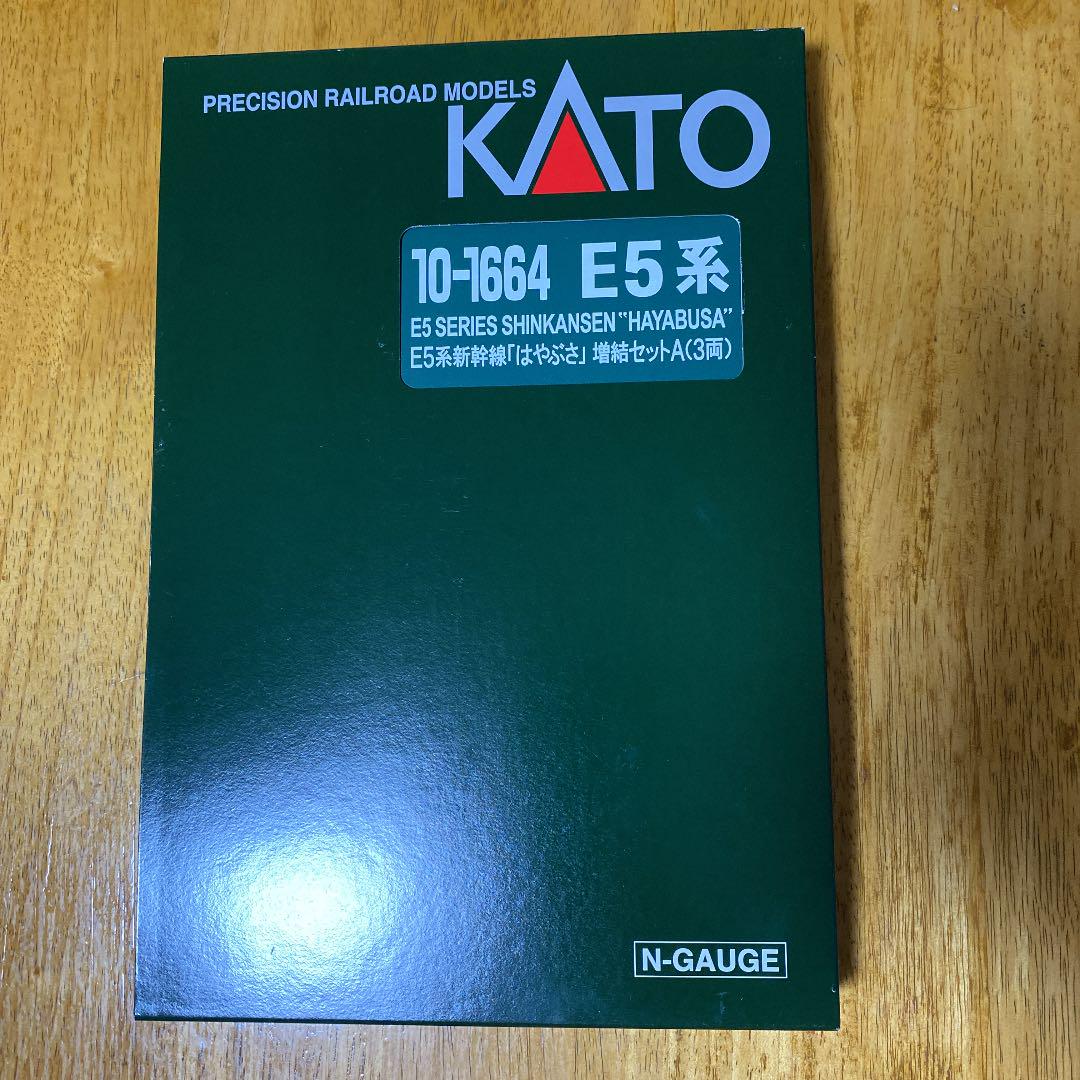 PRECISION RAILROAD MODELS
KATO
10-1664 E5系
E5 SERIES SHINKANSEN "HAYABUSA"
E5系新幹線「はやぶさ」増結セットA(3両)
N-GAUGE